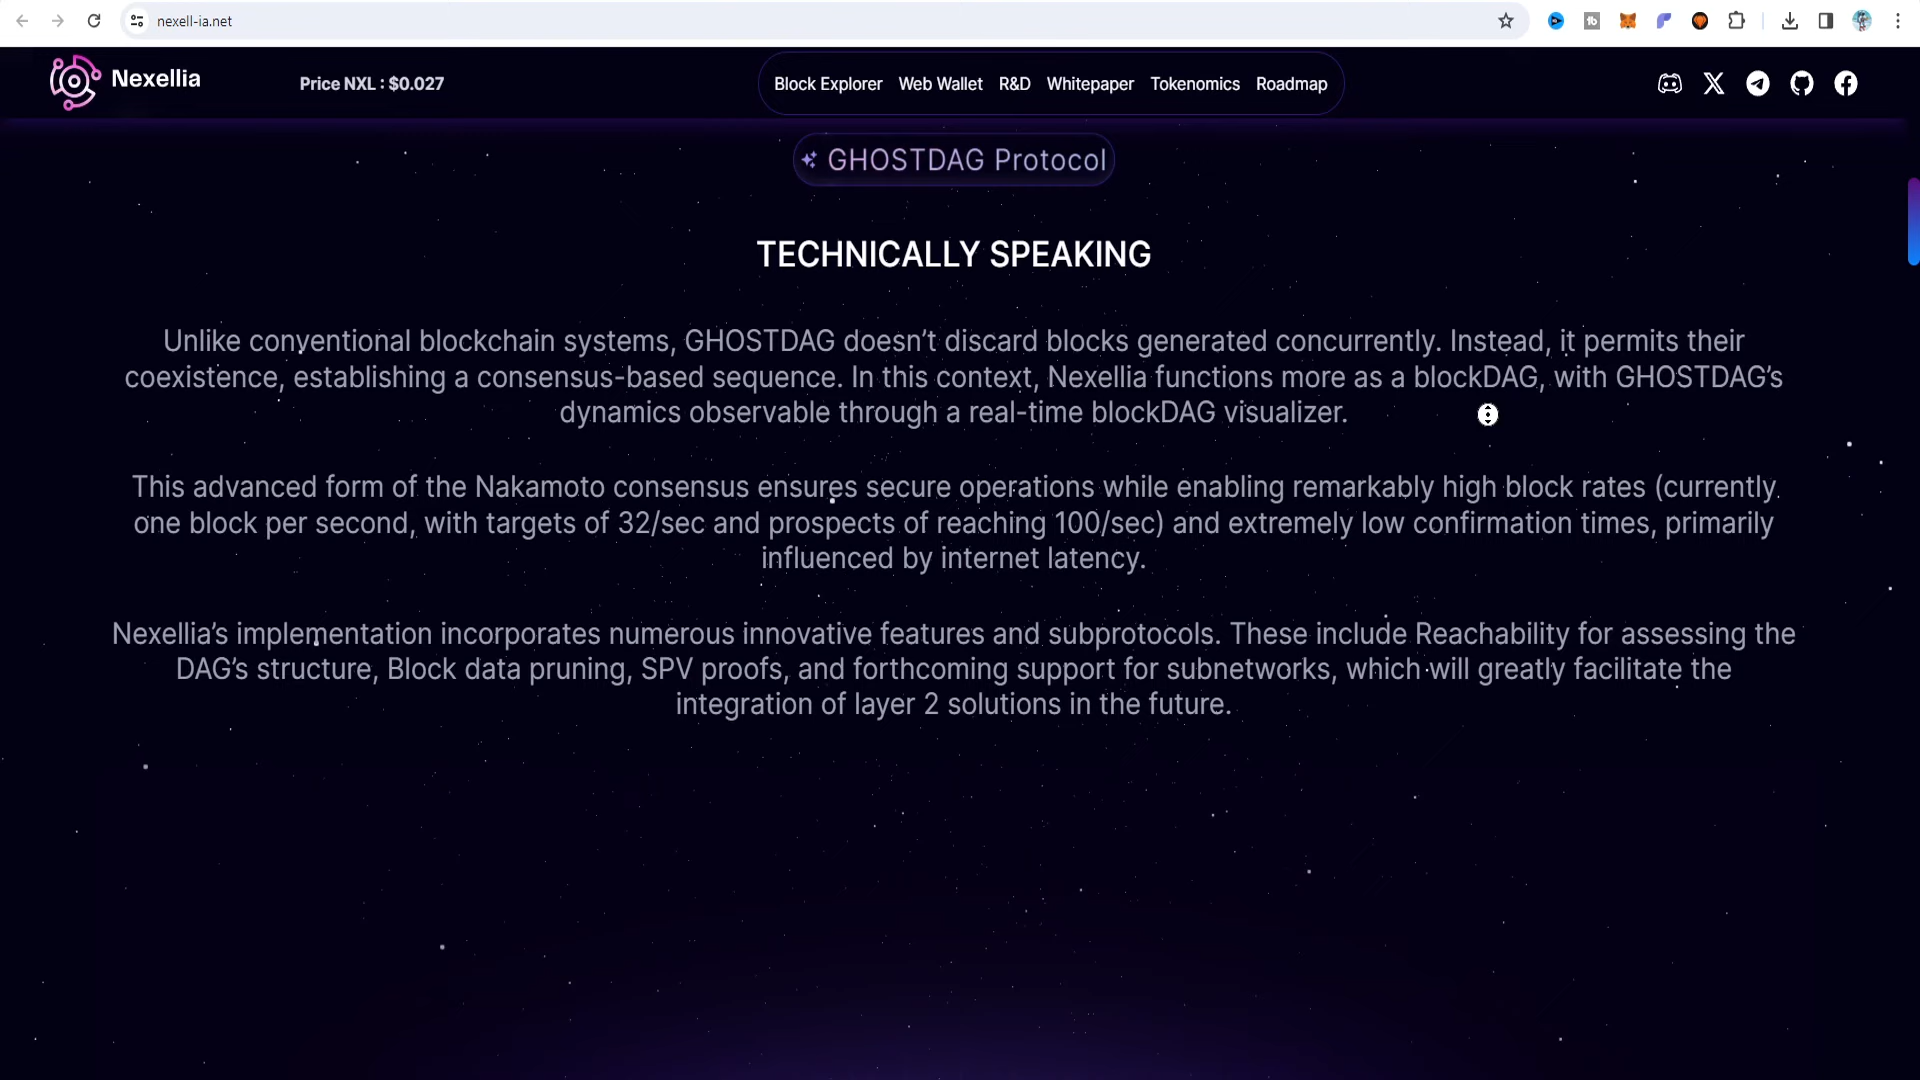 nexell-ia.net
Nexellia
Price NXL : $0.027
Block Explorer Web Wallet R&D Whitepaper Tokenomics Roadmap
GHOSTDAG Protocol
TECHNICALLY SPEAKING
Unlike conventional blockchain systems, GHOSTDAG doesn’t discard blocks generated concurrently. Instead, it permits their
coexistence, establishing a consensus-based sequence. In this context, Nexellia functions more as a blockDAG, with GHOSTDAG’s
dynamics observable through a real-time blockDAG visualizer.
This advanced form of the Nakamoto consensus ensures secure operations while enabling remarkably high block rates (currently
one block per second, with targets of 32/sec and prospects of reaching 100/sec) and extremely low confirmation times, primarily
influenced by internet latency.
Nexellia’s implementation incorporates numerous innovative features and subprotocols. These include Reachability for assessing the
DAG’s structure, Block data pruning, SPV proofs, and forthcoming support for subnetworks, which will greatly facilitate the
integration of layer 2 solutions in the future.